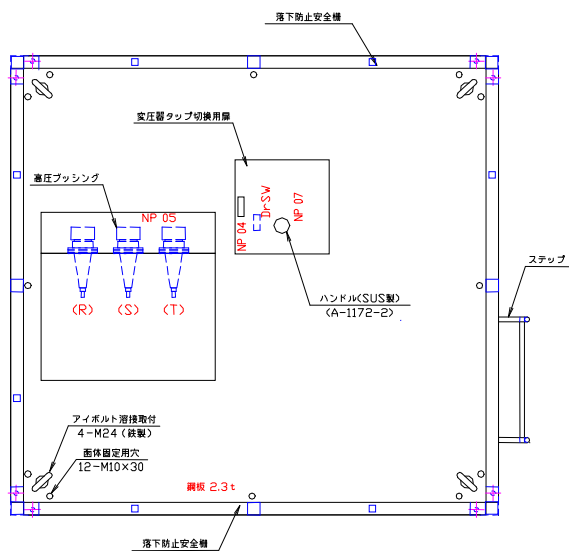 落下防止安全柵
変圧器タップ切換用扉
高圧ブッシング
NP 05
DrSW
NP 07
NP 04
ステップ
ハンドル(SUS製)
(A-1172-2)
(R)
(S)
(T)
アイボルト溶接取付
4-M24 (鉄製)
函体固定用穴
12-M10×30
鋼板 2.3t
落下防止安全柵